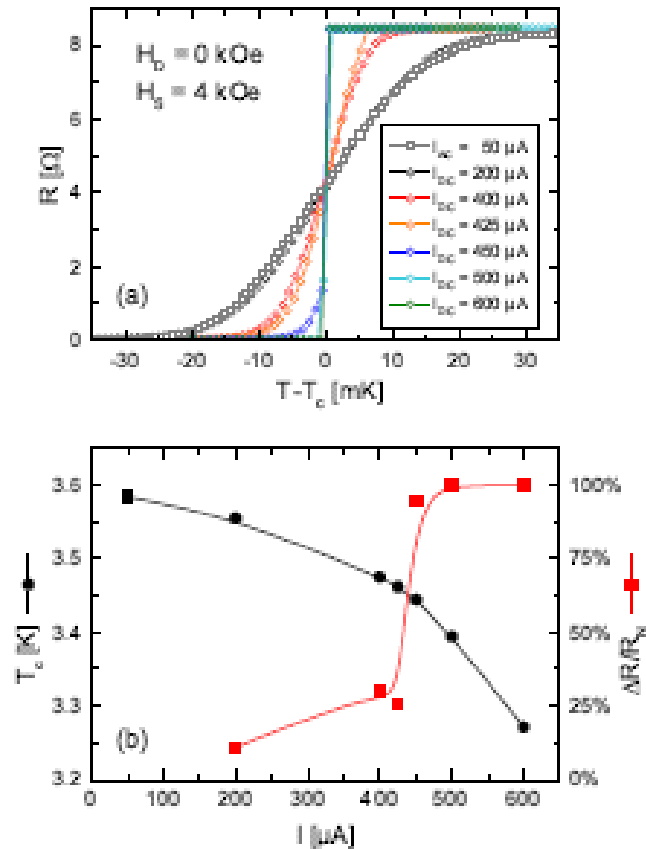 H_D = 0 kOe
H_S = 4 kOe
I_AC = 50 µA
I_DC = 200 µA
I_DC = 400 µA
I_DC = 425 µA
I_DC = 450 µA
I_DC = 500 µA
I_DC = 600 µA
(a)
R [Ω]
8
6
4
2
0
-30 -20 -10 0 10 20 30
T-T_c [mK]
3.6
3.5
3.4
3.3
3.2
T_c [K]
100%
75%
50%
25%
0%
ΔR/R_N
(b)
0 100 200 300 400 500 600
I [µA]